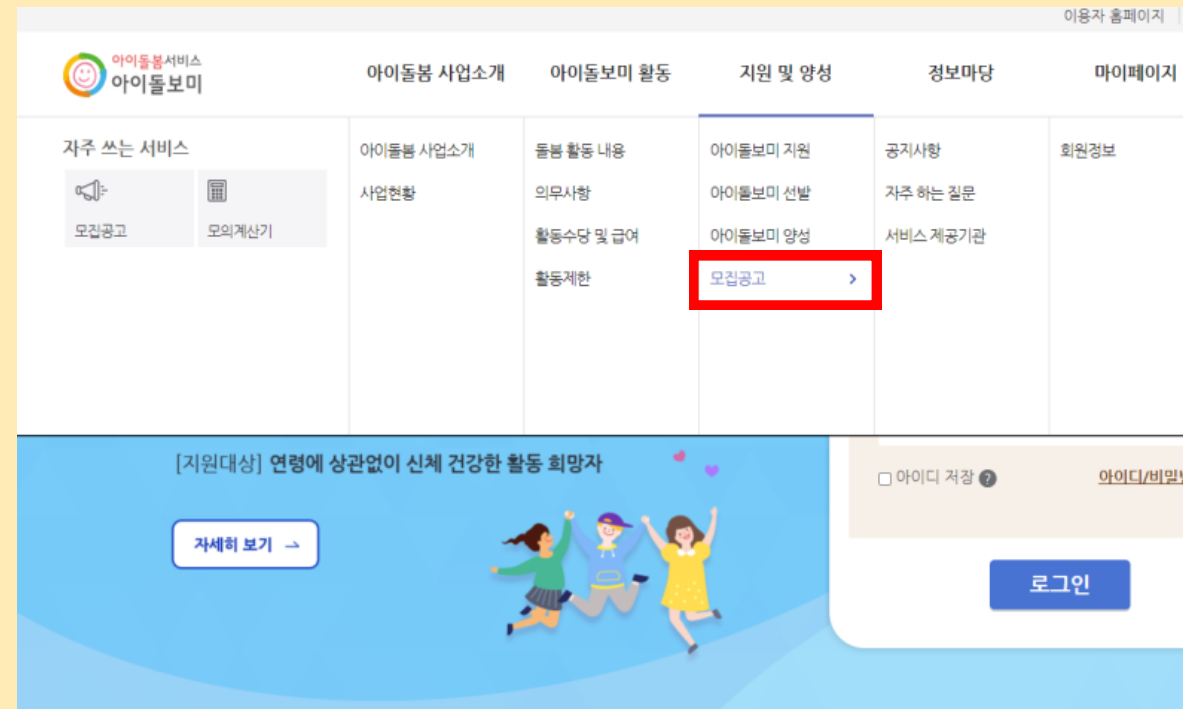 이용자 홈페이지
아이돌봄서비스
아이돌보미
아이돌봄 사업소개
아이돌보미 활동
지원 및 양성
정보마당
마이페이지
자주 쓰는 서비스
모집공고
모의계산기
아이돌봄 사업소개
사업현황
돌봄 활동 내용
의무사항
활동수당 및 급여
활동제한
아이돌보미 지원
아이돌보미 선발
아이돌보미 양성
모집공고
공지사항
자주 하는 질문
서비스 제공기관
회원정보
[지원대상] 연령에 상관없이 신체 건강한 활동 희망자
자세히 보기
아이디 저장 ?
아이디/비밀
로그인